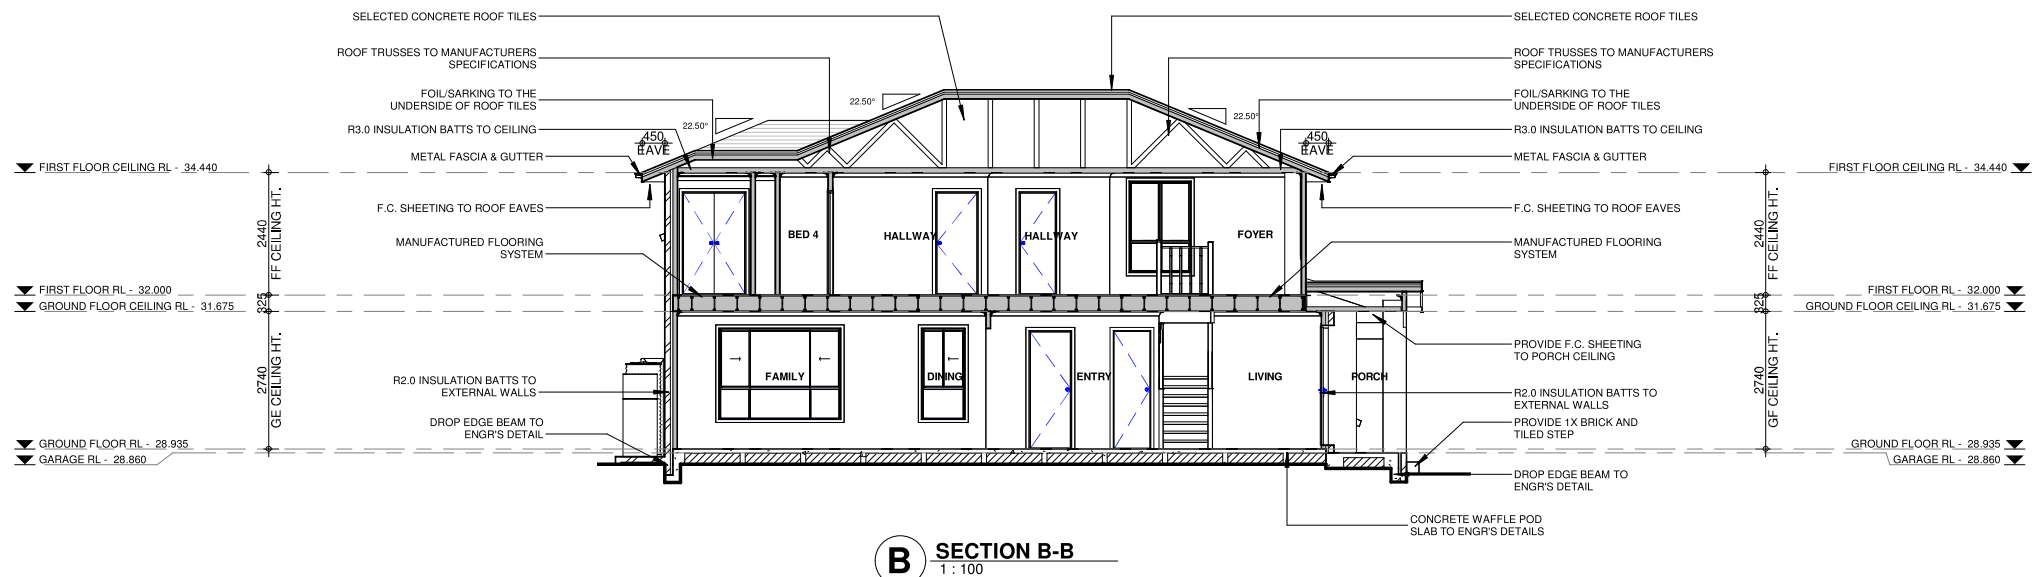 SELECTED CONCRETE ROOF TILES
ROOF TRUSSES TO MANUFACTURERS
SPECIFICATIONS
FOIL/SARKING TO THE
UNDERSIDE OF ROOF TILES
R3.0 INSULATION BATTS TO CEILING
METAL FASCIA & GUTTER
FIRST FLOOR CEILING RL - 34.440
F.C. SHEETING TO ROOF EAVES
MANUFACTURED FLOORING
SYSTEM
2440
FF CEILING HT.
FIRST FLOOR RL - 32.000
GROUND FLOOR CEILING RL - 31.675
325
2740
GE CEILING HT.
R2.0 INSULATION BATTS TO
EXTERNAL WALLS
DROP EDGE BEAM TO
ENGR'S DETAIL
GROUND FLOOR RL - 28.935
GARAGE RL - 28.860
450
EAVE
22.50°
22.50°
22.50°
450
EAVE
BED 4
HALLWAY
HALLWAY
FOYER
FAMILY
DINING
ENTRY
LIVING
PORCH
SELECTED CONCRETE ROOF TILES
ROOF TRUSSES TO MANUFACTURERS
SPECIFICATIONS
FOIL/SARKING TO THE
UNDERSIDE OF ROOF TILES
R3.0 INSULATION BATTS TO CEILING
METAL FASCIA & GUTTER
FIRST FLOOR CEILING RL - 34.440
F.C. SHEETING TO ROOF EAVES
MANUFACTURED FLOORING
SYSTEM
2440
FF CEILING HT.
FIRST FLOOR RL - 32.000
GROUND FLOOR CEILING RL - 31.675
325
PROVIDE F.C. SHEETING
TO PORCH CEILING
2740
GF CEILING HT.
R2.0 INSULATION BATTS TO
EXTERNAL WALLS
PROVIDE 1X BRICK AND
TILED STEP
GROUND FLOOR RL - 28.935
GARAGE RL - 28.860
DROP EDGE BEAM TO
ENGR'S DETAIL
CONCRETE WAFFLE POD
SLAB TO ENGR'S DETAILS
B
SECTION B-B
1 : 100